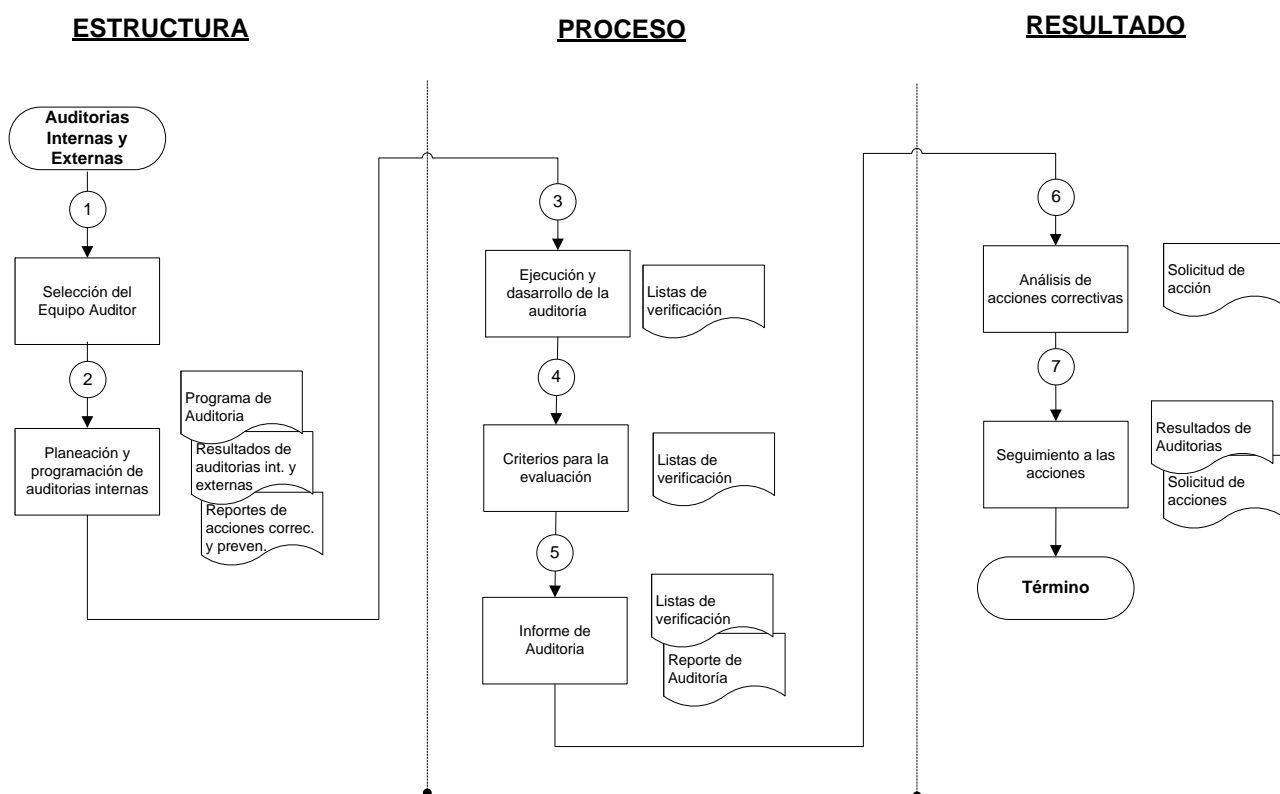 ESTRUCTURA
Auditorias
Internas y
Externas
1
Selección del
Equipo Auditor
2
Planeación y
programación de
auditorias internas
Programa de
Auditoria
Resultados de
auditorias int. y
externas
Reportes de
acciones correc.
y preven.
PROCESO
3
Ejecución y
dasarrollo de la
auditoría
Listas de
verificación
4
Criterios para la
evaluación
Listas de
verificación
5
Informe de
Auditoria
Listas de
verificación
Reporte de
Auditoría
RESULTADO
6
Análisis de
acciones correctivas
Solicitud de
acción
7
Seguimiento a las
acciones
Resultados de
Auditorias
Solicitud de
acciones
Término